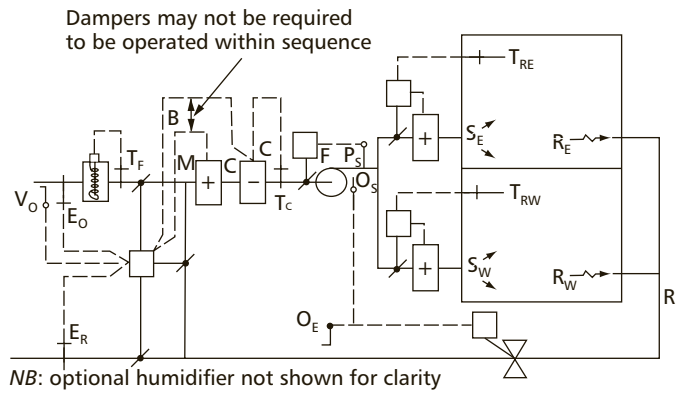 Dampers may not be required
to be operated within sequence
T_RE
B
C
F
P_S
S_E
R_E
T_F
M
C
T_C
O_S
V_O
E_O
T_RW
S_W
R_W
R
O_E
E_R
NB: optional humidifier not shown for clarity